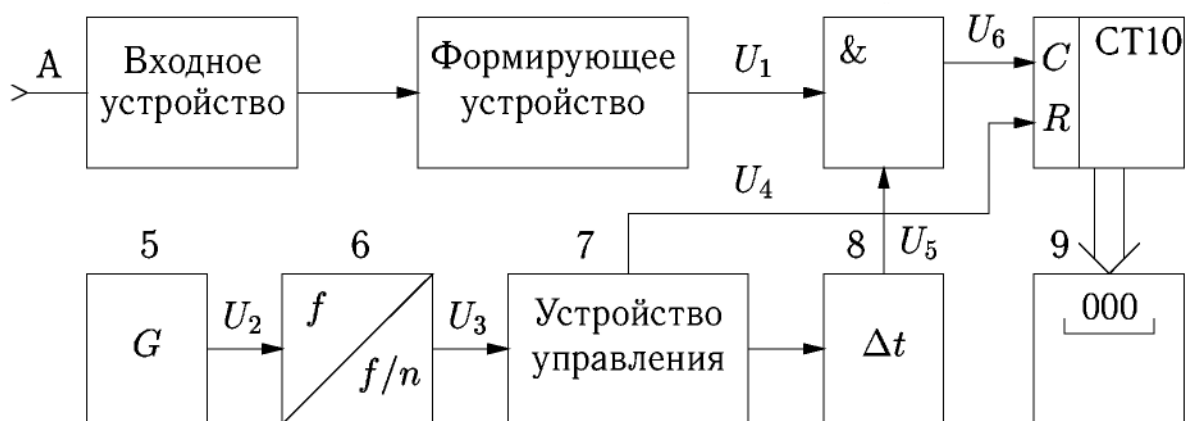 A
Входное
устройство
Формирующее
устройство
U1
&
U6
C
R
CT10
U4
5
6
7
8
U5
9
G
U2
f
f/n
U3
Устройство
управления
Δt
000